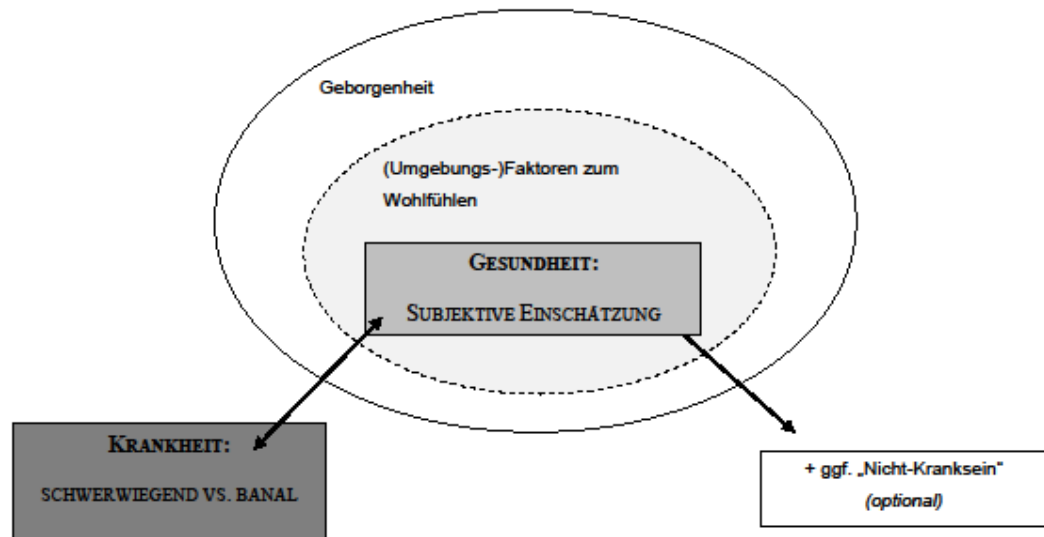 Geborgenheit
(Umgebungs-)Faktoren zum
Wohlfühlen
GESUNDHEIT:
SUBJEKTIVE EINSCHÄTZUNG
KRANKHEIT:
SCHWERWIEGEND VS. BANAL
+ ggf. „Nicht-Kranksein“
(optional)